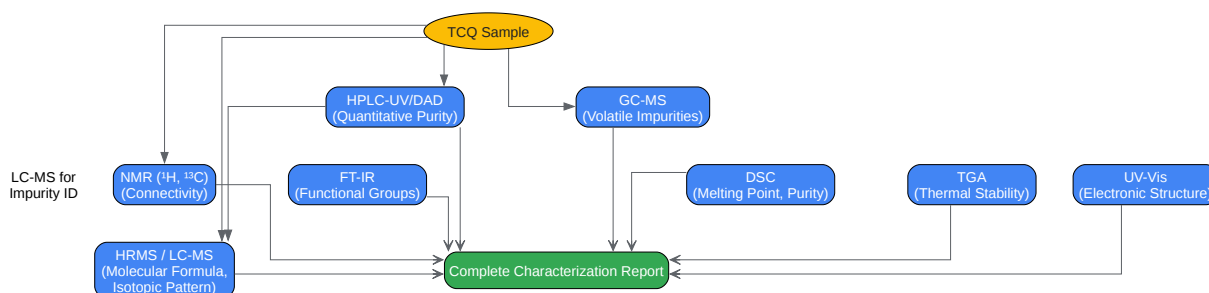 TCQ Sample
HPLC-UV/DAD
(Quantitative Purity)
GC-MS
(Volatile Impurities)
LC-MS for
Impurity ID
NMR (¹H, ¹³C)
(Connectivity)
FT-IR
(Functional Groups)
DSC
(Melting Point, Purity)
TGA
(Thermal Stability)
UV-Vis
(Electronic Structure)
HRMS / LC-MS
(Molecular Formula,
Isotopic Pattern)
Complete Characterization Report